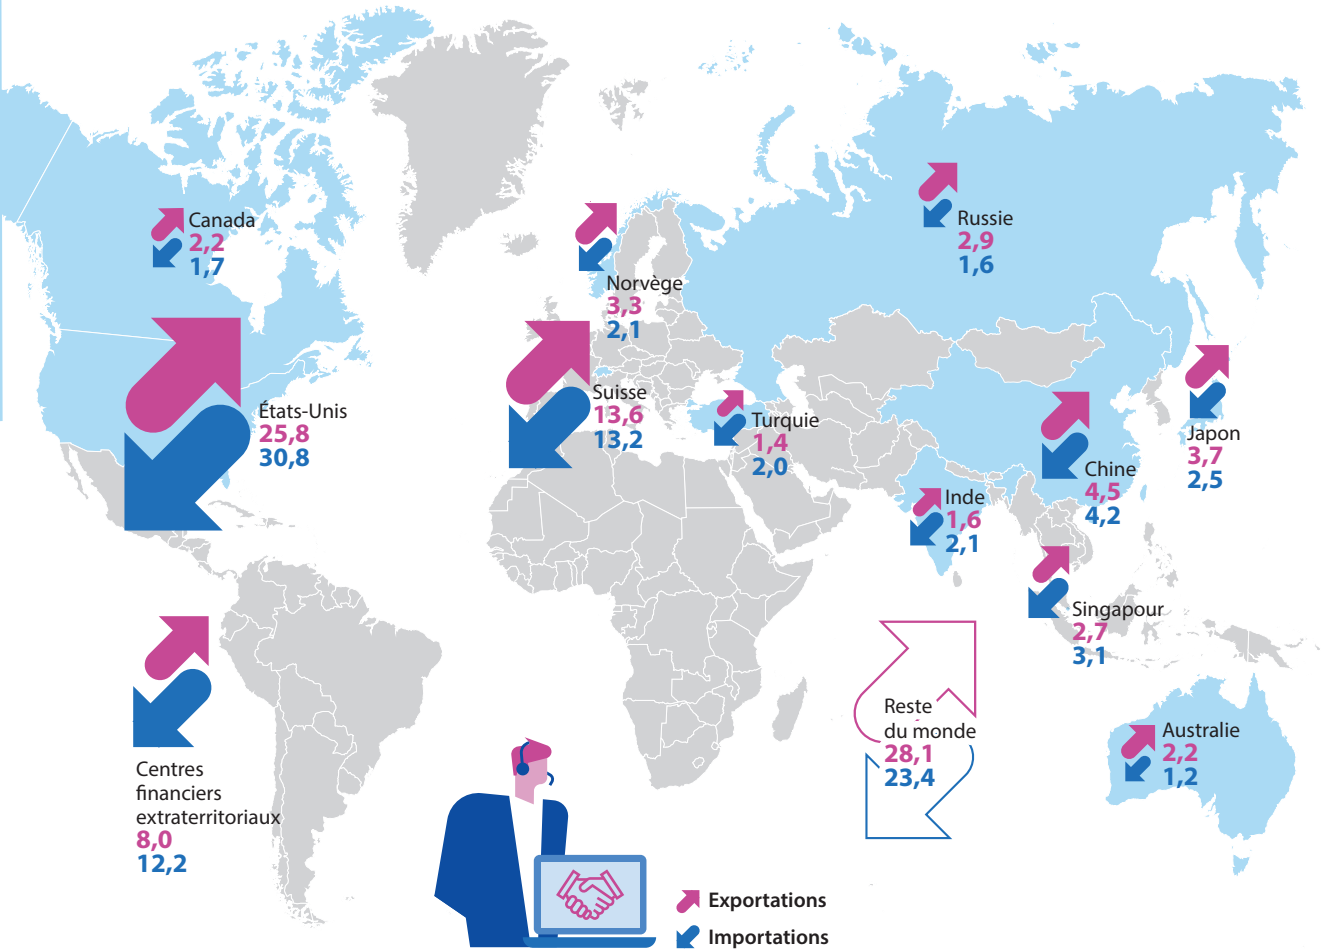 Canada
2,2
1,7
Russie
2,9
1,6
Norvège
3,3
2,1
États-Unis
25,8
30,8
Suisse
13,6
13,2
Turquie
1,4
2,0
Japon
3,7
2,5
Chine
4,5
4,2
Inde
1,6
2,1
Singapour
2,7
3,1
Reste
du monde
28,1
23,4
Australie
2,2
1,2
Centres
financiers
extraterritoriaux
8,0
12,2
Exportations
Importations